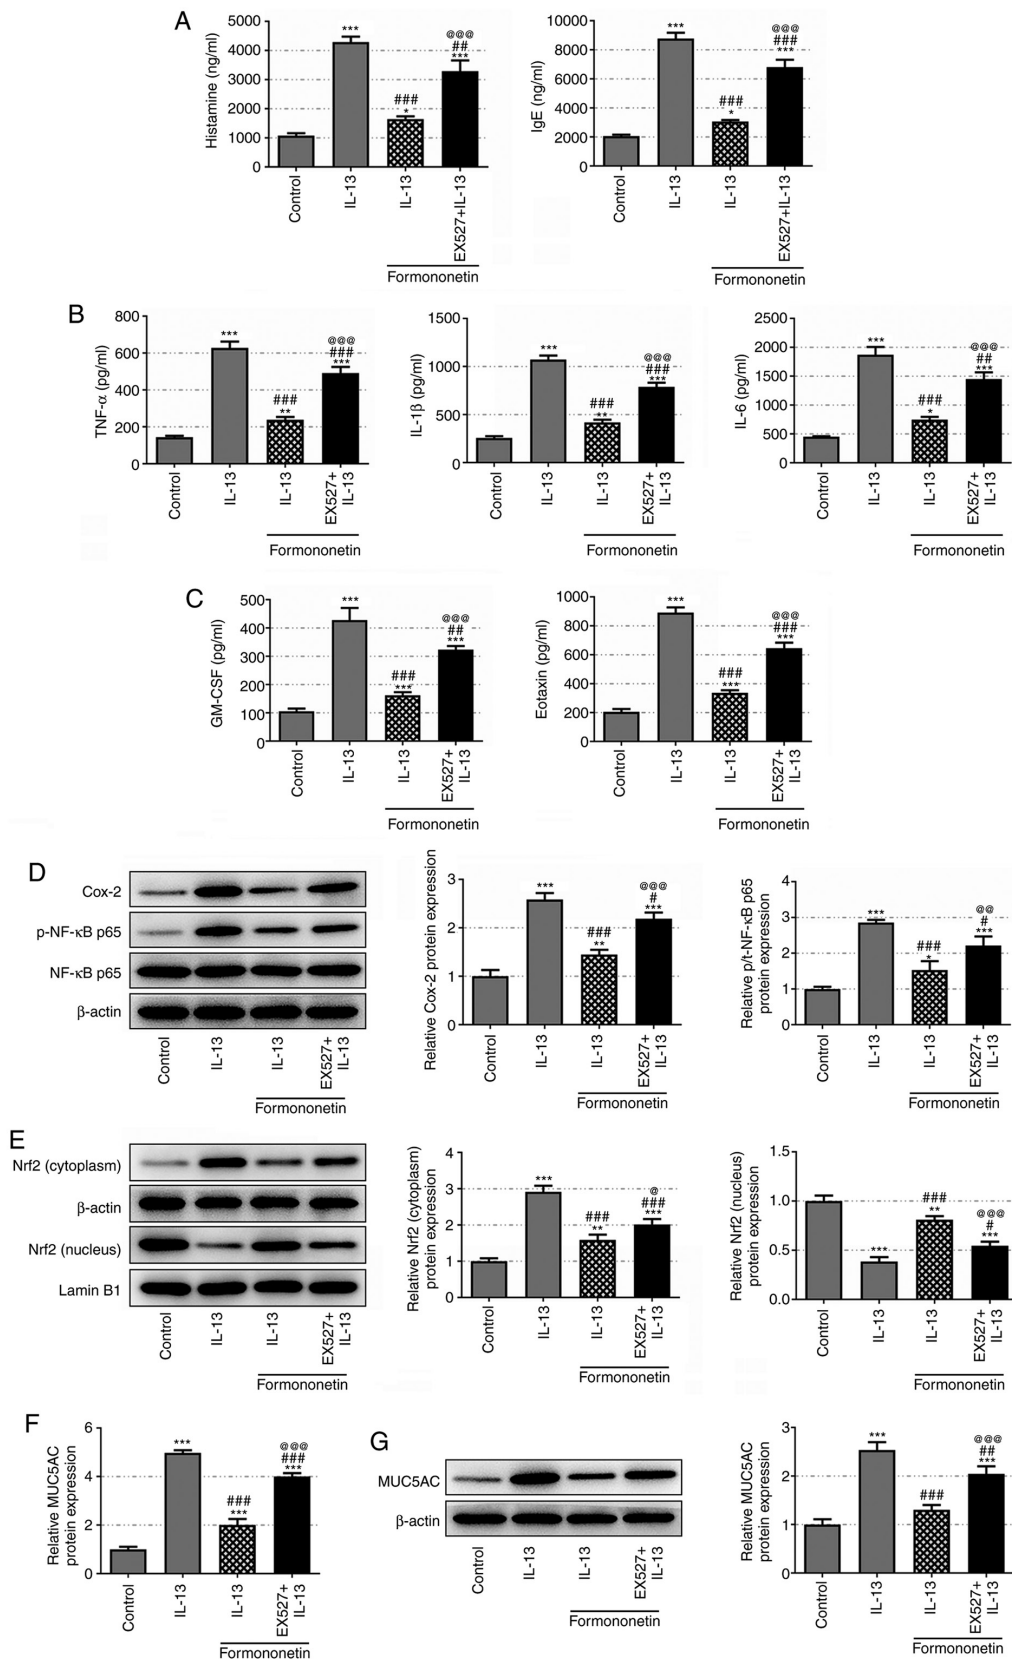 A
Histamine (ng/ml)
5000
4000
3000
2000
1000
0
***
###
*
@@@
##
***
Control
IL-13
IL-13
EX527+IL-13
Formononetin
IgE (ng/ml)
10000
8000
6000
4000
2000
0
***
###
*
@@@
###
***
Control
IL-13
IL-13
EX527+IL-13
Formononetin
B
TNF-α (pg/ml)
800
600
400
200
0
***
###
**
@@@
###
***
Control
IL-13
IL-13
EX527+
IL-13
Formononetin
IL-1β (pg/ml)
1500
1000
500
0
***
###
**
@@@
###
***
Control
IL-13
IL-13
EX527+
IL-13
Formononetin
IL-6 (pg/ml)
2500
2000
1500
1000
500
0
***
###
*
@@@
##
***
Control
IL-13
IL-13
EX527+
IL-13
Formononetin
C
GM-CSF (pg/ml)
500
400
300
200
100
0
***
###
***
@@@
##
***
Control
IL-13
IL-13
EX527+
IL-13
Formononetin
Eotaxin (pg/ml)
1000
800
600
400
200
0
***
###
***
@@@
###
***
Control
IL-13
IL-13
EX527+
IL-13
Formononetin
D
Cox-2
p-NF-κB p65
NF-κB p65
β-actin
Control
IL-13
IL-13
EX527+
IL-13
Formononetin
Relative Cox-2 protein expression
3
2
1
0
***
###
**
@@@
#
***
Control
IL-13
IL-13
EX527+
IL-13
Formononetin
Relative p/t-NF-κB p65
protein expression
4
3
2
1
0
***
###
*
@@
#
***
Control
IL-13
IL-13
EX527+
IL-13
Formononetin
E
Nrf2 (cytoplasm)
β-actin
Nrf2 (nucleus)
Lamin B1
Control
IL-13
IL-13
EX527+
IL-13
Formononetin
Relative Nrf2 (cytoplasm)
protein expression
4
3
2
1
0
***
###
**
@
###
***
Control
IL-13
IL-13
EX527+
IL-13
Formononetin
Relative Nrf2 (nucleus)
protein expression
1.5
1.0
0.5
0.0
***
###
**
@@@
#
***
Control
IL-13
IL-13
EX527+
IL-13
Formononetin
F
Relative MUC5AC
protein expression
6
4
2
0
***
###
***
@@@
###
***
Control
IL-13
IL-13
EX527+
IL-13
Formononetin
G
MUC5AC
β-actin
Control
IL-13
IL-13
EX527+
IL-13
Formononetin
Relative MUC5AC
protein expression
3
2
1
0
***
###
@@@
##
***
Control
IL-13
IL-13
EX527+
IL-13
Formononetin